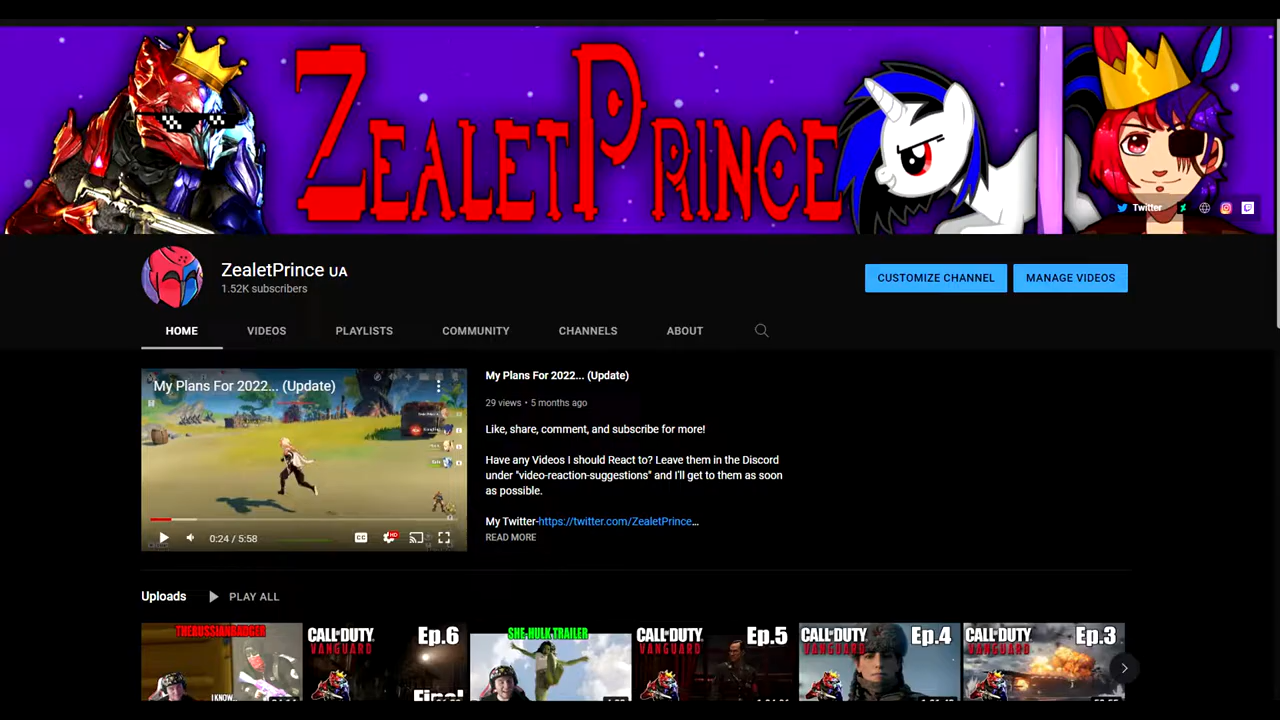 ZEALETPRINCE
Twitter
ZealetPrince UA
1.52K subscribers
CUSTOMIZE CHANNEL
MANAGE VIDEOS
HOME
VIDEOS
PLAYLISTS
COMMUNITY
CHANNELS
ABOUT
My Plans For 2022... (Update)
0:24 / 5:58
CC
HD
My Plans For 2022... (Update)
29 views • 5 months ago
Like, share, comment, and subscribe for more!
Have any Videos I should React to? Leave them in the Discord
under "video-reaction-suggestions" and I'll get to them as soon
as possible.
My Twitter-https://twitter.com/ZealetPrince...
READ MORE
Uploads
PLAY ALL
THERUSSIANBADGER
I KNOW...
CALL OF DUTY
VANGUARD
Ep.6
Final
SHE-HULK TRAILER
CALL OF DUTY
VANGUARD
Ep.5
CALL OF DUTY
VANGUARD
Ep.4
CALL OF DUTY
VANGUARD
Ep.3